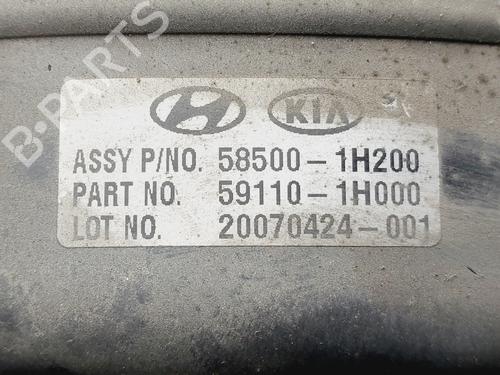 B-PARTS
KIA
ASSY P/NO. 58500-1H200
PART NO. 59110-1H000
LOT NO. 20070424-001